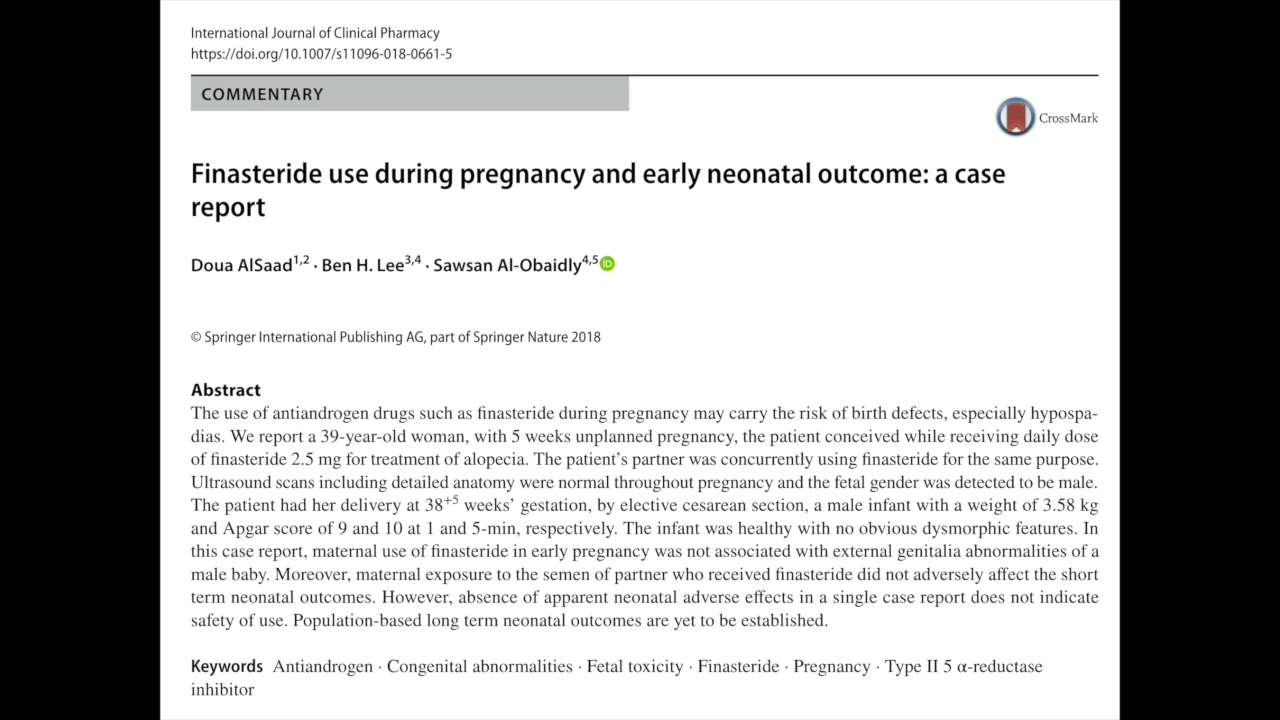 International Journal of Clinical Pharmacy
https://doi.org/10.1007/s11096-018-0661-5
COMMENTARY
CrossMark
Finasteride use during pregnancy and early neonatal outcome: a case
report
Doua AlSaad1,2 · Ben H. Lee3,4 · Sawsan Al-Obaidly4,5 iD
© Springer International Publishing AG, part of Springer Nature 2018
Abstract
The use of antiandrogen drugs such as finasteride during pregnancy may carry the risk of birth defects, especially hypospa-
dias. We report a 39-year-old woman, with 5 weeks unplanned pregnancy, the patient conceived while receiving daily dose
of finasteride 2.5 mg for treatment of alopecia. The patient's partner was concurrently using finasteride for the same purpose.
Ultrasound scans including detailed anatomy were normal throughout pregnancy and the fetal gender was detected to be male.
The patient had her delivery at 38+5 weeks' gestation, by elective cesarean section, a male infant with a weight of 3.58 kg
and Apgar score of 9 and 10 at 1 and 5-min, respectively. The infant was healthy with no obvious dysmorphic features. In
this case report, maternal use of finasteride in early pregnancy was not associated with external genitalia abnormalities of a
male baby. Moreover, maternal exposure to the semen of partner who received finasteride did not adversely affect the short
term neonatal outcomes. However, absence of apparent neonatal adverse effects in a single case report does not indicate
safety of use. Population-based long term neonatal outcomes are yet to be established.
Keywords Antiandrogen · Congenital abnormalities · Fetal toxicity · Finasteride · Pregnancy · Type II 5 α-reductase
inhibitor